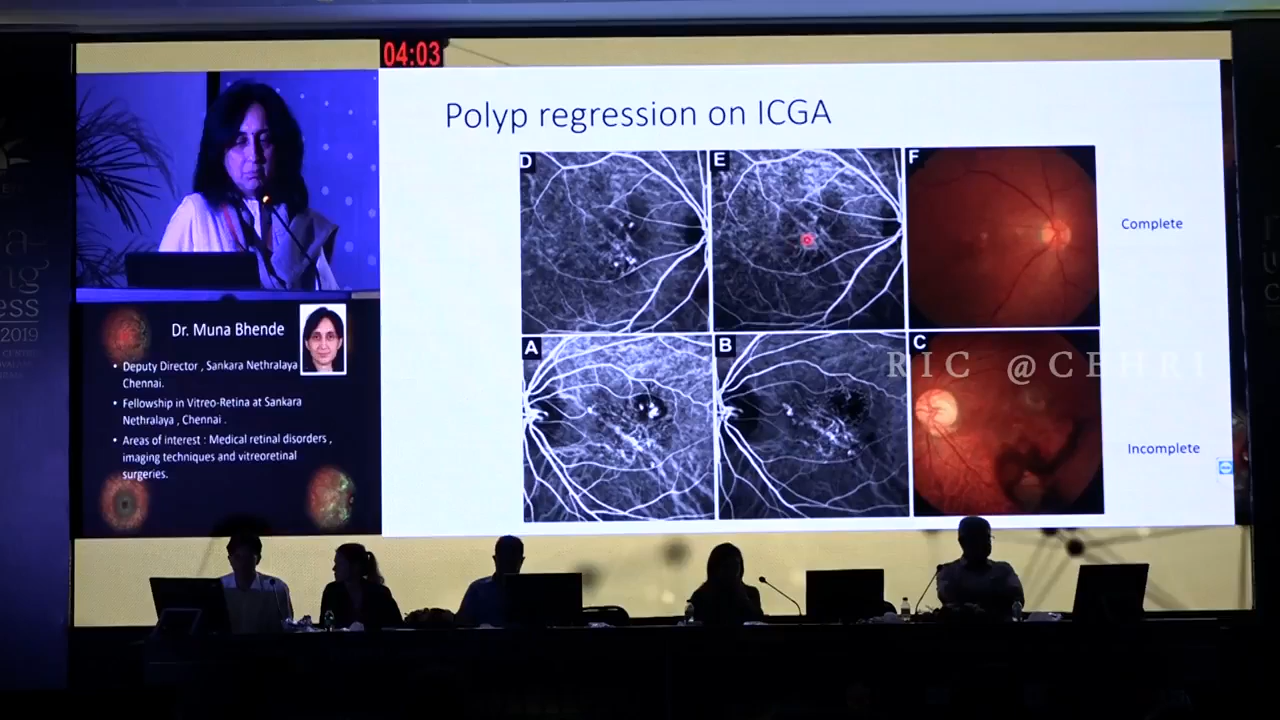 04:03
Polyp regression on ICGA
D
E
F
Complete
A
B
C
RIC @CEHRI
Incomplete
Dr. Muna Bhende
• Deputy Director , Sankara Nethralaya
Chennai.
• Fellowship in Vitreo-Retina at Sankara
Nethralaya , Chennai .
• Areas of interest : Medical retinal disorders ,
imaging techniques and vitreoretinal
surgeries.
ess
2019